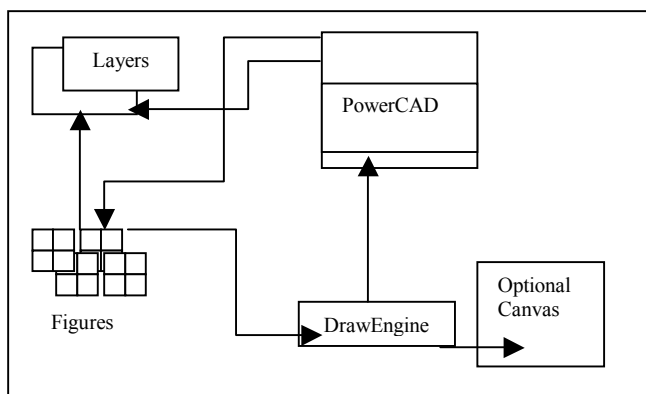 Layers
PowerCAD
Figures
DrawEngine
Optional
Canvas